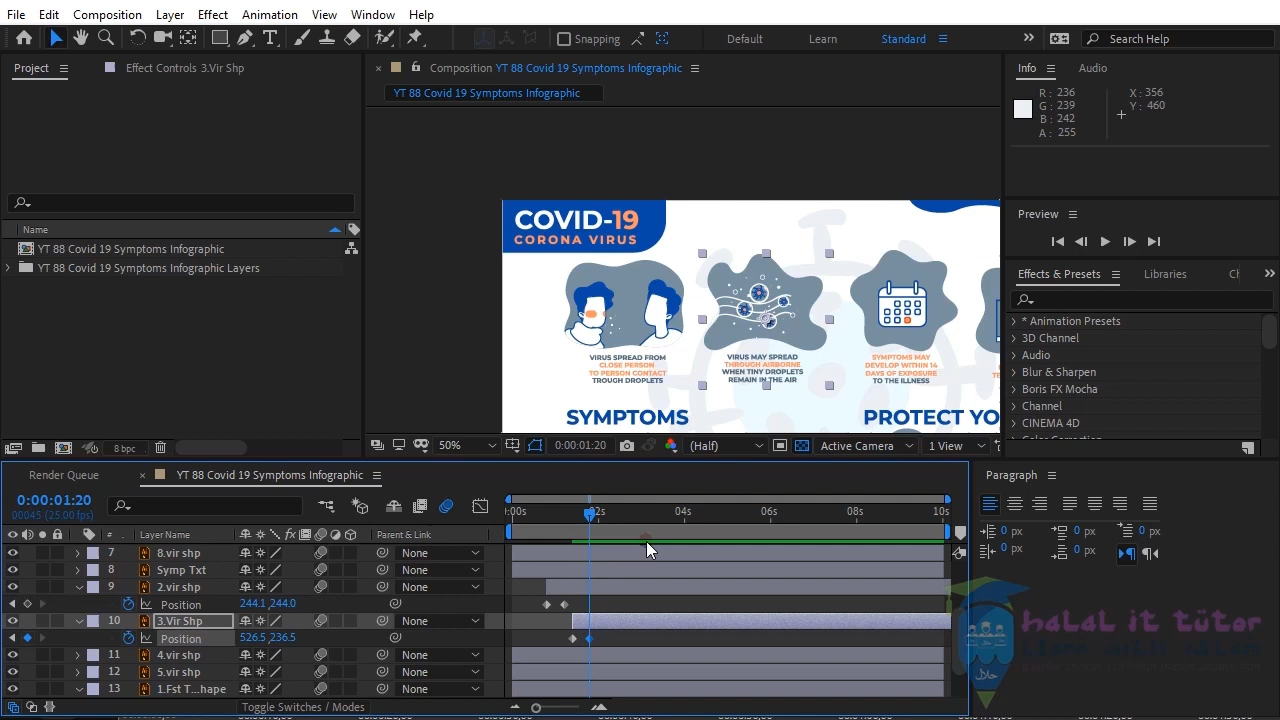 File Edit Composition Layer Effect Animation View Window Help
Snapping Default Learn Standard Search Help
Project Effect Controls 3.Vir Shp
Composition YT 88 Covid 19 Symptoms Infographic
YT 88 Covid 19 Symptoms Infographic
Info Audio
R : 236 X : 356
G : 239 Y : 460
B : 242
A : 255
Name
YT 88 Covid 19 Symptoms Infographic
YT 88 Covid 19 Symptoms Infographic Layers
COVID-19
CORONA VIRUS
VIRUS SPREAD FROM
CLOSE PERSON
TO PERSON CONTACT
TROUGH DROPLETS
VIRUS MAY SPREAD
THROUGH AIRBORNE
WHEN TINY DROPLETS
REMAIN IN THE AIR
SYMPTOMS MAY
DEVELOP WITHIN 14
DAYS OF EXPOSURE
TO THE ILLNESS
SYMPTOMS PROTECT YO
Preview
Effects & Presets Libraries
* Animation Presets
3D Channel
Audio
Blur & Sharpen
Boris FX Mocha
Channel
CINEMA 4D
8 bpc
50% 0:00:01:20 (Half) Active Camera 1 View
Render Queue YT 88 Covid 19 Symptoms Infographic
0:00:01:20
00045 (25.00 fps)
02s 04s 06s 08s 10s
# Layer Name Parent & Link
7 8.vir shp None
8 Symp Txt None
9 2.vir shp None
Position 244.1,244.0
10 3.Vir Shp None
Position 526.5,236.5
11 4.vir shp None
12 5.vir shp None
13 1.Fst T...hape None
Toggle Switches / Modes
Paragraph
0 px 0 px 0 px
0 px 0 px
HALAL IT TUTOR
حلال